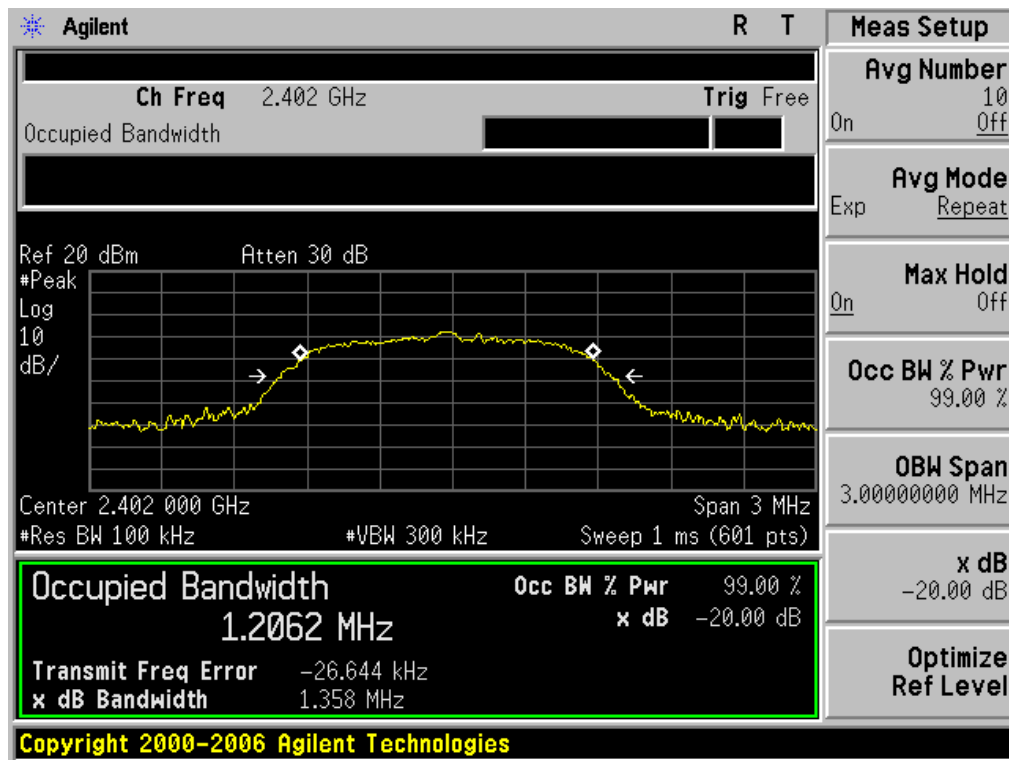 Agilent R T
Ch Freq 2.402 GHz Trig Free
Occupied Bandwidth
Ref 20 dBm Atten 30 dB
#Peak
Log
10
dB/
Center 2.402 000 GHz Span 3 MHz
#Res BW 100 kHz #VBW 300 kHz Sweep 1 ms (601 pts)
Occupied Bandwidth Occ BW % Pwr 99.00 %
1.2062 MHz x dB -20.00 dB
Transmit Freq Error -26.644 kHz
x dB Bandwidth 1.358 MHz
Copyright 2000-2006 Agilent Technologies
Meas Setup
Avg Number
10
On Off
Avg Mode
Exp Repeat
Max Hold
On Off
Occ BW % Pwr
99.00 %
OBW Span
3.00000000 MHz
x dB
-20.00 dB
Optimize
Ref Level